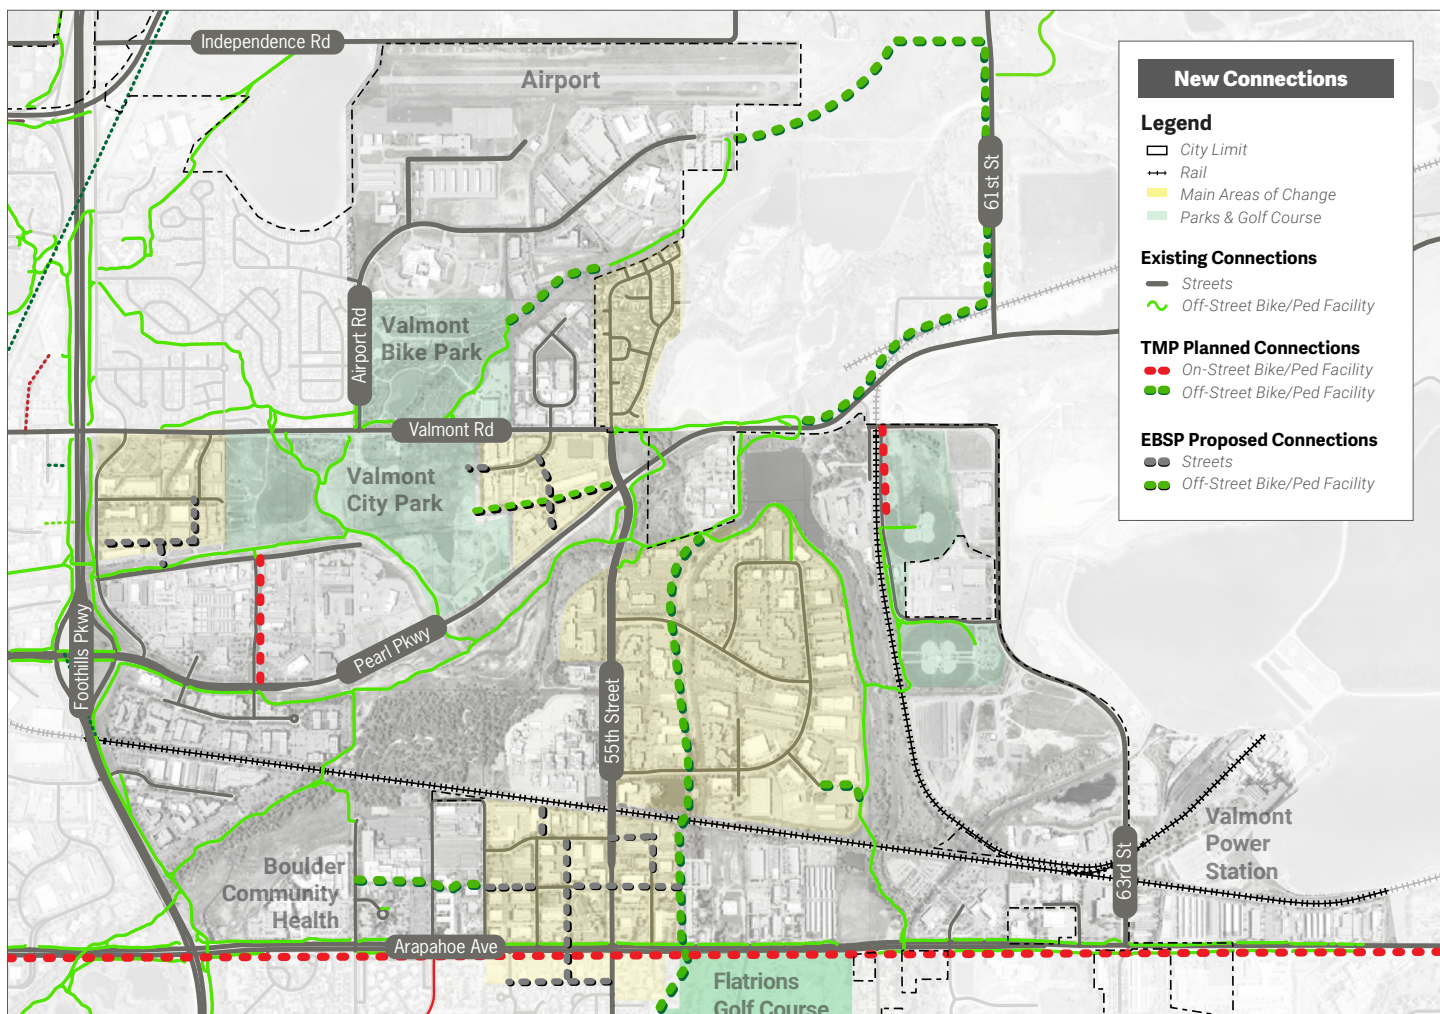 Independence Rd
Airport
61st St
Airport Rd
Valmont
Bike Park
Valmont Rd
Valmont
City Park
Foothills Pkwy
Pearl Pkwy
55th Street
Boulder
Community
Health
Arapahoe Ave
63rd St
Valmont
Power
Station
Flatrions
Golf Course
New Connections
Legend
City Limit
Rail
Main Areas of Change
Parks & Golf Course
Existing Connections
Streets
Off-Street Bike/Ped Facility
TMP Planned Connections
On-Street Bike/Ped Facility
Off-Street Bike/Ped Facility
EBSP Proposed Connections
Streets
Off-Street Bike/Ped Facility